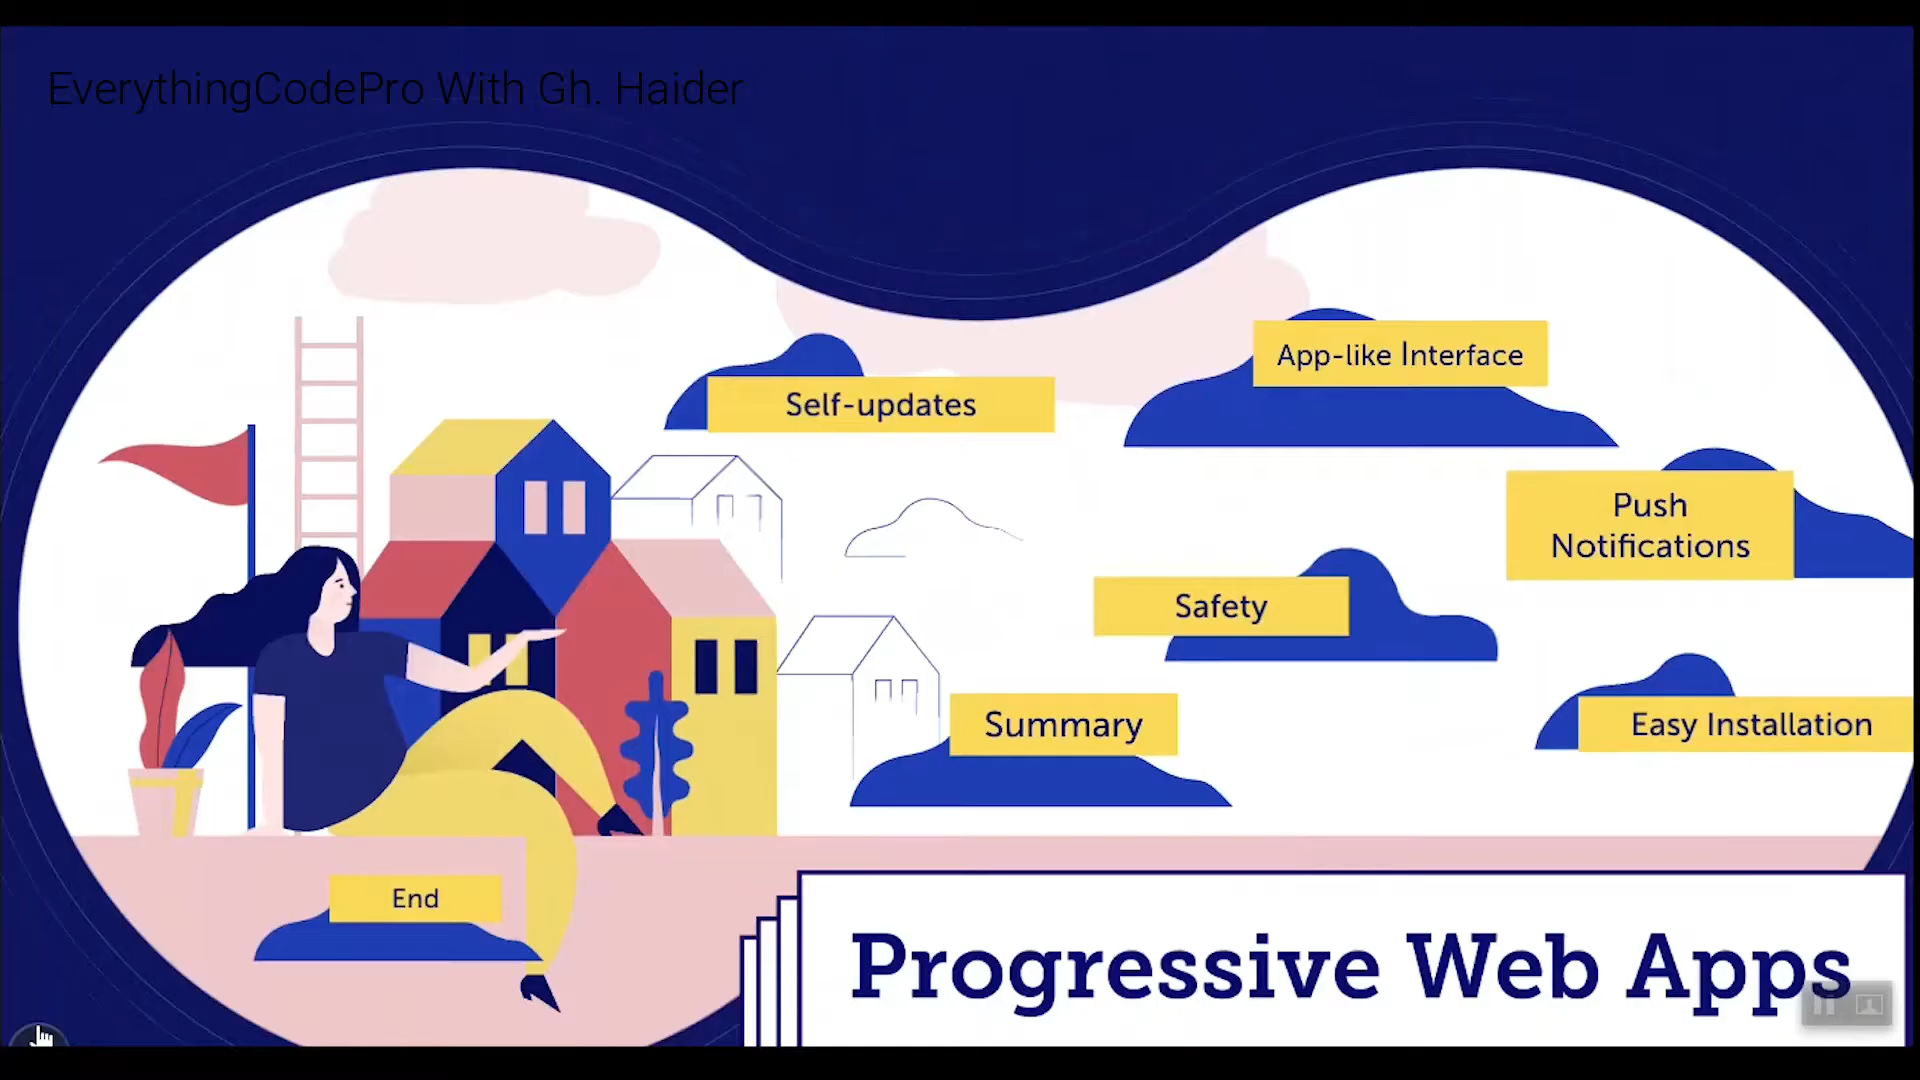 EverythingCodePro With Gh. Haider
App-like Interface
Self-updates
Push
Notifications
Safety
Summary
Easy Installation
End
Progressive Web Apps